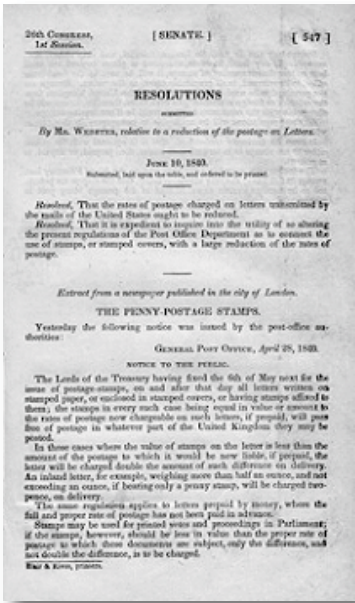 26th CONGRESS,
1st Session.
[ SENATE. ]
[ 547 ]
RESOLUTIONS
SUBMITTED
By MR. WEBSTER, relative to a reduction of the postage on Letters.
JUNE 10, 1840.
Submitted, laid upon the table, and ordered to be printed.
Resolved, That the rates of postage charged on letters transmitted by
the mails of the United States ought to be reduced.
Resolved, That it is expedient to inquire into the utility of so altering
the present regulations of the Post Office Department as to connect the
use of stamps, or stamped covers, with a large reduction of the rates of
postage.
Extract from a newspaper published in the city of London.
THE PENNY-POSTAGE STAMPS.
Yesterday the following notice was issued by the post-office au-
thorities:
GENERAL POST OFFICE, April 28, 1840.
NOTICE TO THE PUBLIC.
The Lords of the Treasury having fixed the 6th of May next for the
issue of postage-stamps, on and after that day all letters written on
stamped paper, or enclosed in stamped covers, or having stamps affixed to
them; the stamps in every such case being equal in value or amount to
the rates of postage now chargeable on such letters, if prepaid, will pass
free of postage in whatever part of the United Kingdom they may be
posted.
In those cases where the value of stamps on the letter is less than the
amount of the postage to which it would be now liable, if prepaid, the
letter will be charged double the amount of such difference on delivery.
An inland letter, for example, weighing more than half an ounce, and not
exceeding an ounce, if bearing only a penny stamp, will be charged two-
pence, on delivery.
The same regulation applies to letters prepaid by money, where the
full and proper rate of postage has not been paid in advance.
Stamps may be used for printed votes and proceedings in Parliament;
if the stamps, however, should be less in value than the proper rate of
postage to which these documents are subject, only the difference, and
not double the difference, is to be charged.
Blair & Rives, printers.